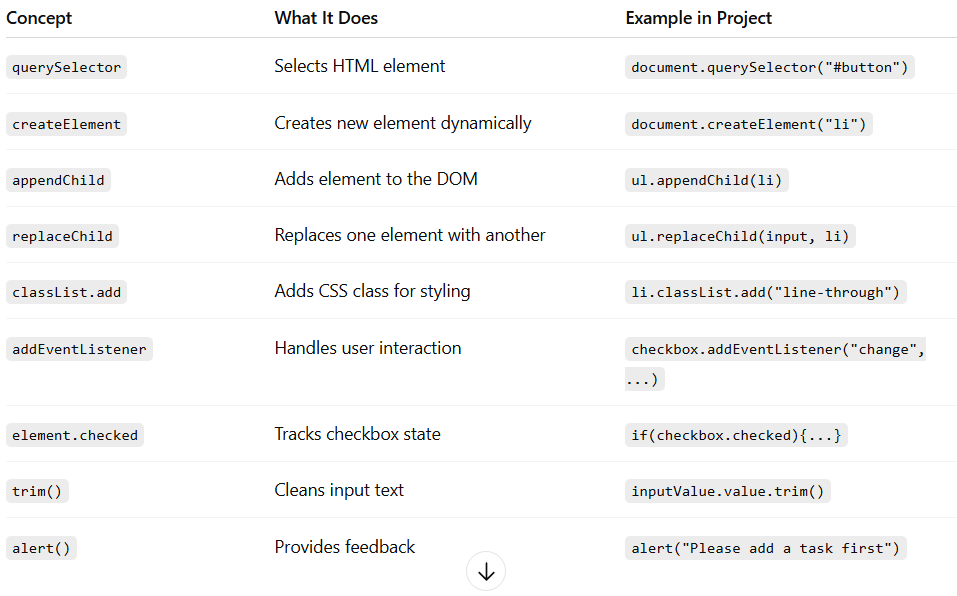 Concept What It Does Example in Project
querySelector Selects HTML element document.querySelector("#button")
createElement Creates new element dynamically document.createElement("li")
appendChild Adds element to the DOM ul.appendChild(li)
replaceChild Replaces one element with another ul.replaceChild(input, li)
classList.add Adds CSS class for styling li.classList.add("line-through")
addEventListener Handles user interaction checkbox.addEventListener("change",
...)
element.checked Tracks checkbox state if(checkbox.checked){...}
trim() Cleans input text inputValue.value.trim()
alert() Provides feedback alert("Please add a task first")